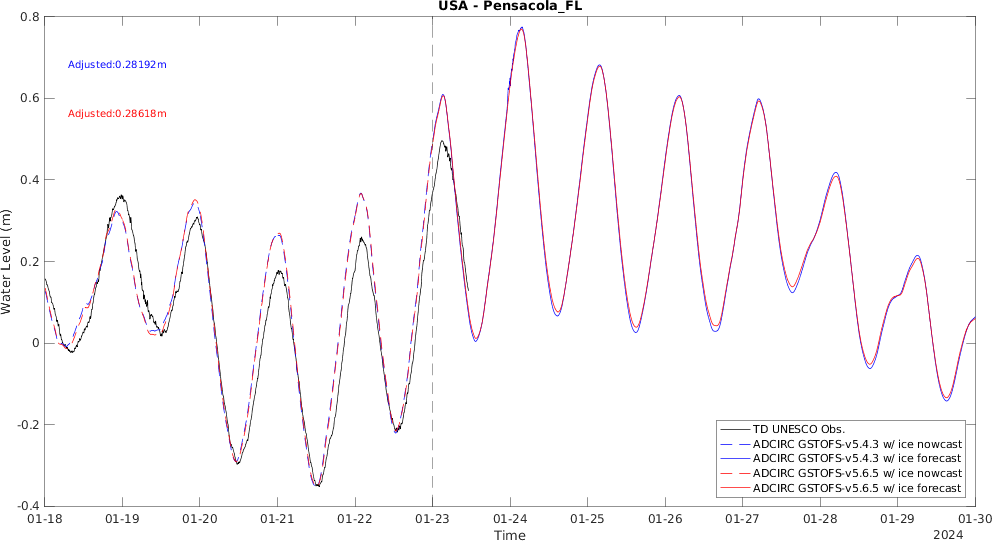 USA - Pensacola_FL
0.8
0.6
0.4
0.2
0
-0.2
-0.4
Water Level (m)
Adjusted:0.28192m
Adjusted:0.28618m
TD UNESCO Obs.
ADCIRC GSTOFS-v5.4.3 w/ ice nowcast
ADCIRC GSTOFS-v5.4.3 w/ ice forecast
ADCIRC GSTOFS-v5.6.5 w/ ice nowcast
ADCIRC GSTOFS-v5.6.5 w/ ice forecast
01-18 01-19 01-20 01-21 01-22 01-23 01-24 01-25 01-26 01-27 01-28 01-29 01-30
Time
2024